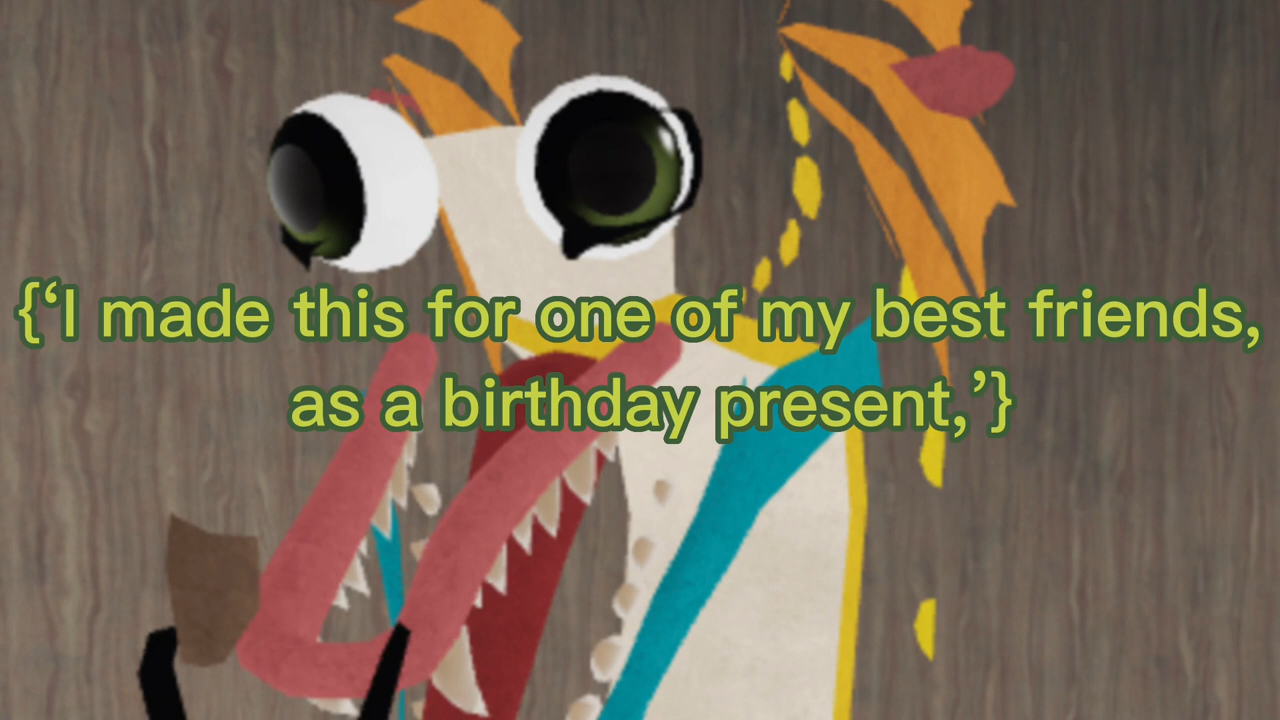 {‘I made this for one of my best friends,
as a birthday present,’}